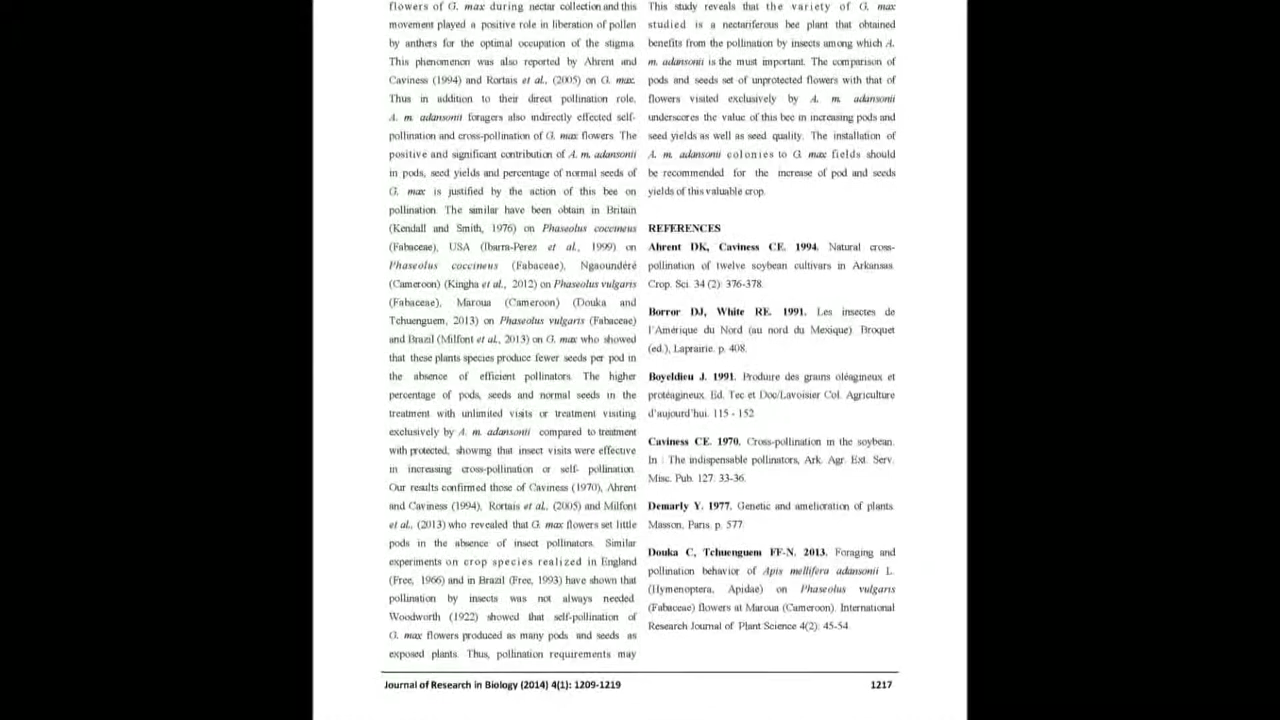 flowers of G. max during nectar collection and this
movement played a positive role in liberation of pollen
by anthers for the optimal occupation of the stigma.
This phenomenon was also reported by Ahrent and
Caviness (1994) and Rortais et al., (2005) on G. max.
Thus in addition to their direct pollination role,
A. m. adansonii foragers also indirectly effected self-
pollination and cross-pollination of G. max flowers. The
positive and significant contribution of A. m. adansonii
in pods, seed yields and percentage of normal seeds of
G. max is justified by the action of this bee on
pollination. The similar have been obtain in Britain
(Kendall and Smith, 1976) on Phaseolus coccineus
(Fabaceae), USA (Ibarra-Perez et al., 1999) on
Phaseolus coccineus (Fabaceae), Ngaoundéré
(Cameroon) (Kingha et al., 2012) on Phaseolus vulgaris
(Fabaceae), Maroua (Cameroon) (Douka and
Tchuenguem, 2013) on Phaseolus vulgaris (Fabaceae)
and Brazil (Milfont et al., 2013) on G. max who showed
that these plants species produce fewer seeds per pod in
the absence of efficient pollinators. The higher
percentage of pods, seeds and normal seeds in the
treatment with unlimited visits or treatment visiting
exclusively by A. m. adansonii compared to treatment
with protected, showing that insect visits were effective
in increasing cross-pollination or self- pollination.
Our results confirmed those of Caviness (1970), Ahrent
and Caviness (1994), Rortais et al., (2005) and Milfont
et al., (2013) who revealed that G. max flowers set little
pods in the absence of insect pollinators. Similar
experiments on crop species realized in England
(Free, 1966) and in Brazil (Free, 1993) have shown that
pollination by insects was not always needed.
Woodworth (1922) showed that self-pollination of
G. max flowers produced as many pods and seeds as
exposed plants. Thus, pollination requirements may
This study reveals that the variety of G. max
studied is a nectariferous bee plant that obtained
benefits from the pollination by insects among which A.
m. adansonii is the must important. The comparison of
pods and seeds set of unprotected flowers with that of
flowers visited exclusively by A. m. adansonii
underscores the value of this bee in increasing pods and
seed yields as well as seed quality. The installation of
A. m. adansonii colonies to G. max fields should
be recommended for the increase of pod and seeds
yields of this valuable crop.
REFERENCES
Ahrent DK, Caviness CE. 1994. Natural cross-
pollination of twelve soybean cultivars in Arkansas.
Crop. Sci. 34 (2): 376-378.
Borror DJ, White RE. 1991. Les insectes de
l'Amérique du Nord (au nord du Mexique). Broquet
(ed.), Laprairie. p. 408.
Boyeldieu J. 1991. Produire des grains oléagineux et
protéagineux. Ed. Tec et Doc/Lavoisier Col. Agriculture
d'aujourd'hui. 115 - 152
Caviness CE. 1970. Cross-pollination in the soybean.
In : The indispensable pollinators, Ark. Agr. Ext. Serv.
Misc. Pub. 127: 33-36.
Demarly Y. 1977. Genetic and amelioration of plants.
Masson, Paris. p. 577.
Douka C, Tchuenguem FF-N. 2013. Foraging and
pollination behavior of Apis mellifera adansonii L.
(Hymenoptera, Apidae) on Phaseolus vulgaris
(Fabaceae) flowers at Maroua (Cameroon). International
Research Journal of Plant Science 4(2): 45-54.
Journal of Research in Biology (2014) 4(1): 1209-1219
1217